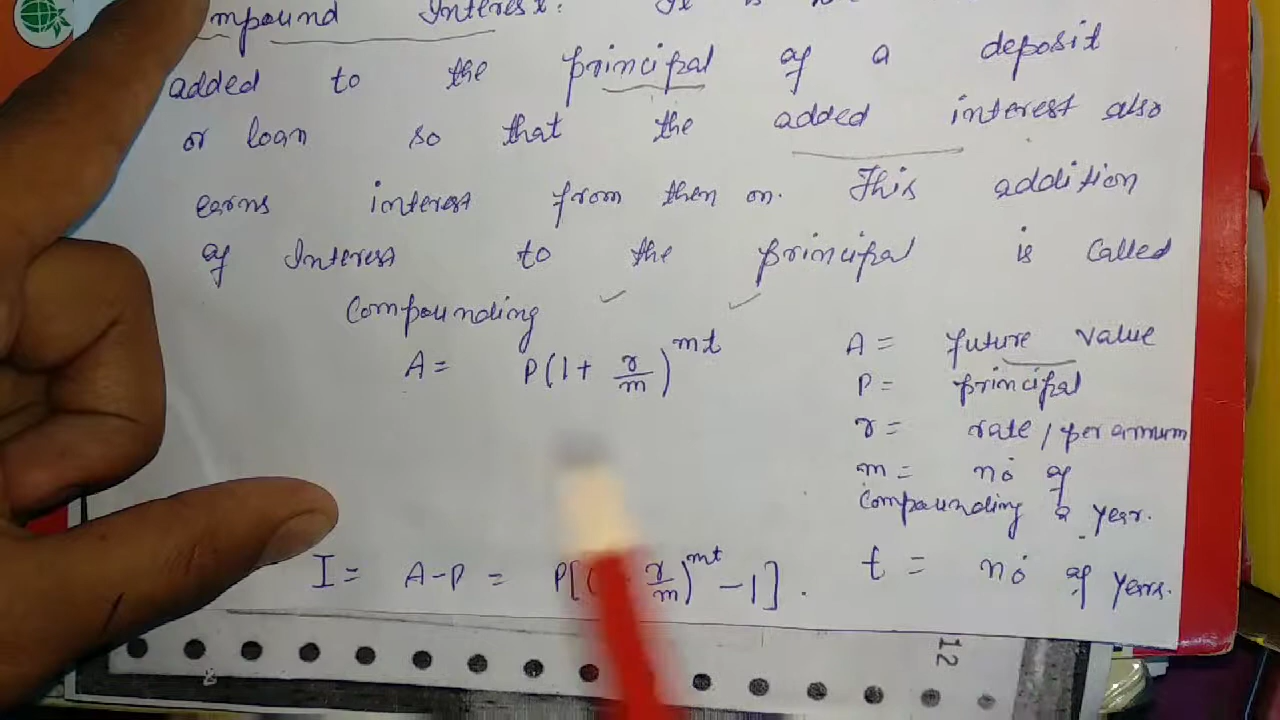 mpound Interest. It is
added to the principal of a deposit
or loan so that the added interest also
earns interest from then on. This addition
of Interest to the principal is called
Compounding
A = P(1 + r/m)^mt
A = future value
P = principal
r = rate / per annum
m = no of
Compounding a year.
t = no of years.
I = A-P = P[( r/m)^mt -1].
12